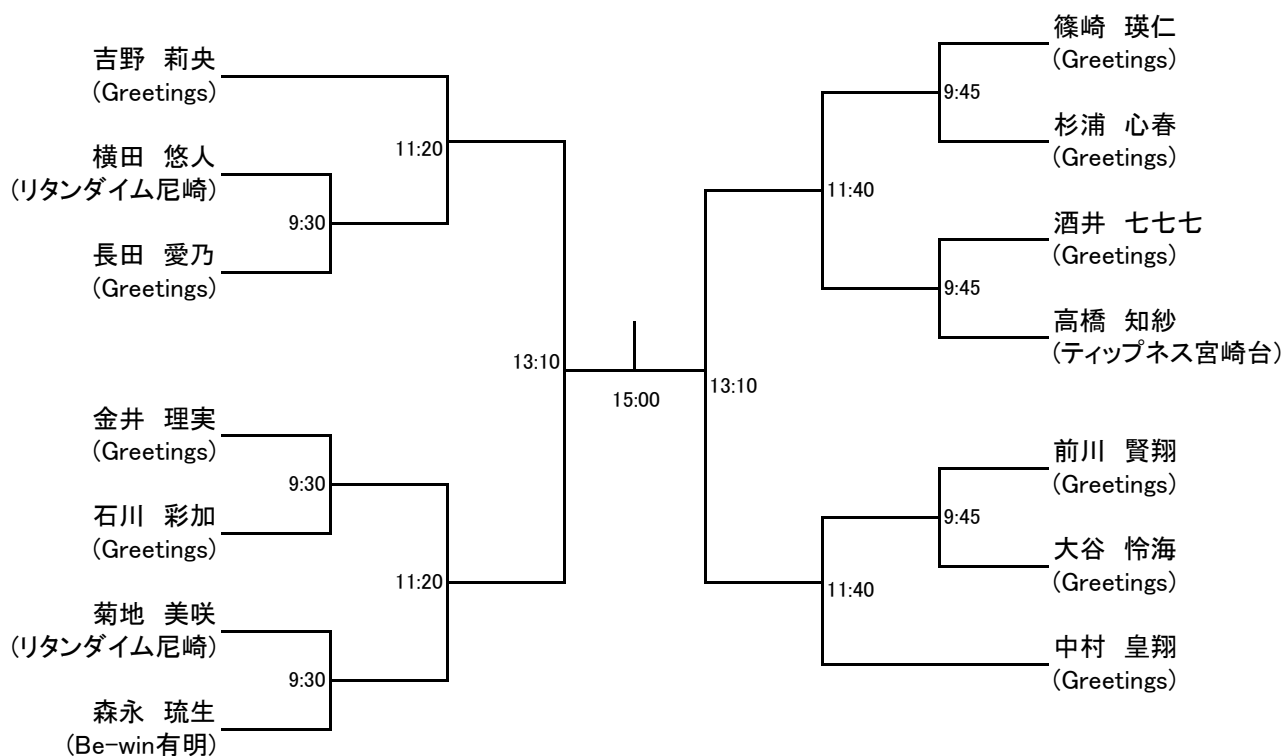 吉野 莉央
(Greetings)
横田 悠人
(リタンダイム尼崎)
長田 愛乃
(Greetings)
9:30
11:20
金井 理実
(Greetings)
石川 彩加
(Greetings)
9:30
菊地 美咲
(リタンダイム尼崎)
森永 琉生
(Be-win有明)
9:30
11:20
13:10
15:00
13:10
篠崎 瑛仁
(Greetings)
杉浦 心春
(Greetings)
9:45
酒井 七七七
(Greetings)
高橋 知紗
(ティップネス宮崎台)
9:45
11:40
前川 賢翔
(Greetings)
大谷 怜海
(Greetings)
9:45
中村 皇翔
(Greetings)
11:40